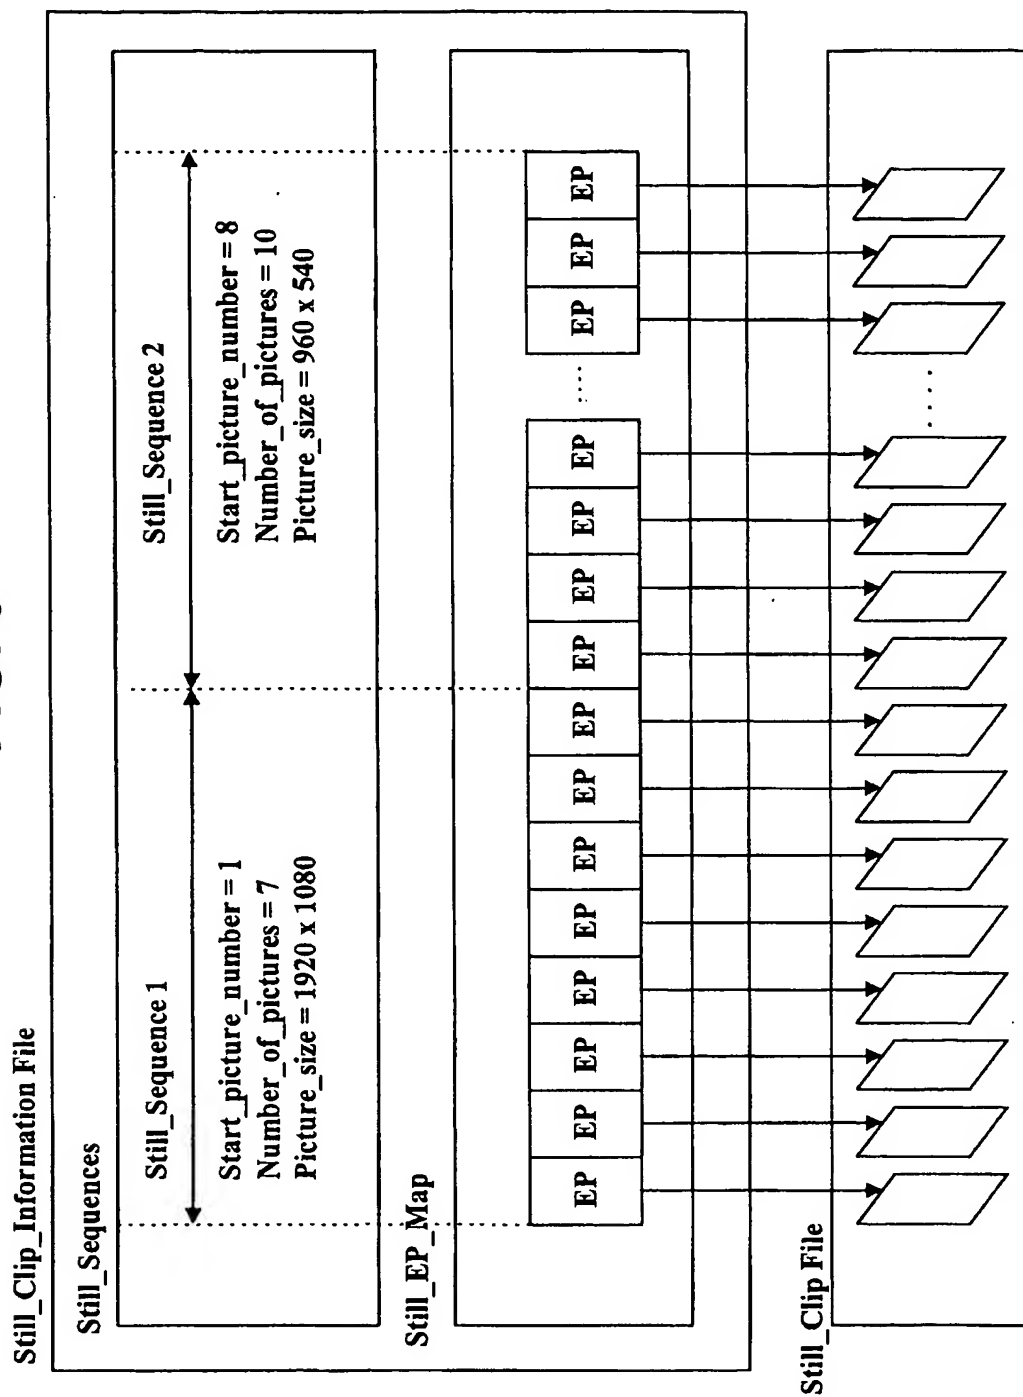 Still_Clip_Information File
Still_Sequences
Still_Sequence 1
Start_picture_number = 1
Number_of_pictures = 7
Picture_size = 1920 x 1080
Still_Sequence 2
Start_picture_number = 8
Number_of_pictures = 10
Picture_size = 960 x 540
Still_EP_Map
EP EP EP EP EP EP EP EP EP EP EP EP ..... EP EP EP
Still_Clip File